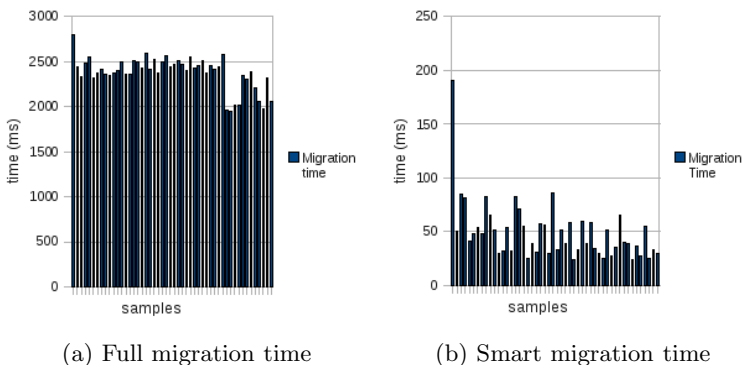 3000
2500
2000
1500
1000
500
0
time (ms)
samples
Migration
time
250
200
150
100
50
0
time (ms)
samples
Migration
Time
(a) Full migration time
(b) Smart migration time